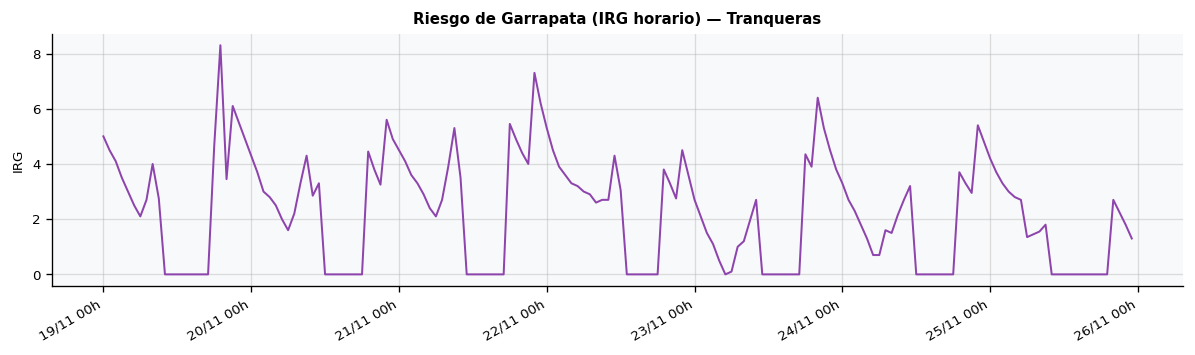 Riesgo de Garrapata (IRG horario) — Tranqueras
IRG
8
6
4
2
0
19/11 00h
20/11 00h
21/11 00h
22/11 00h
23/11 00h
24/11 00h
25/11 00h
26/11 00h